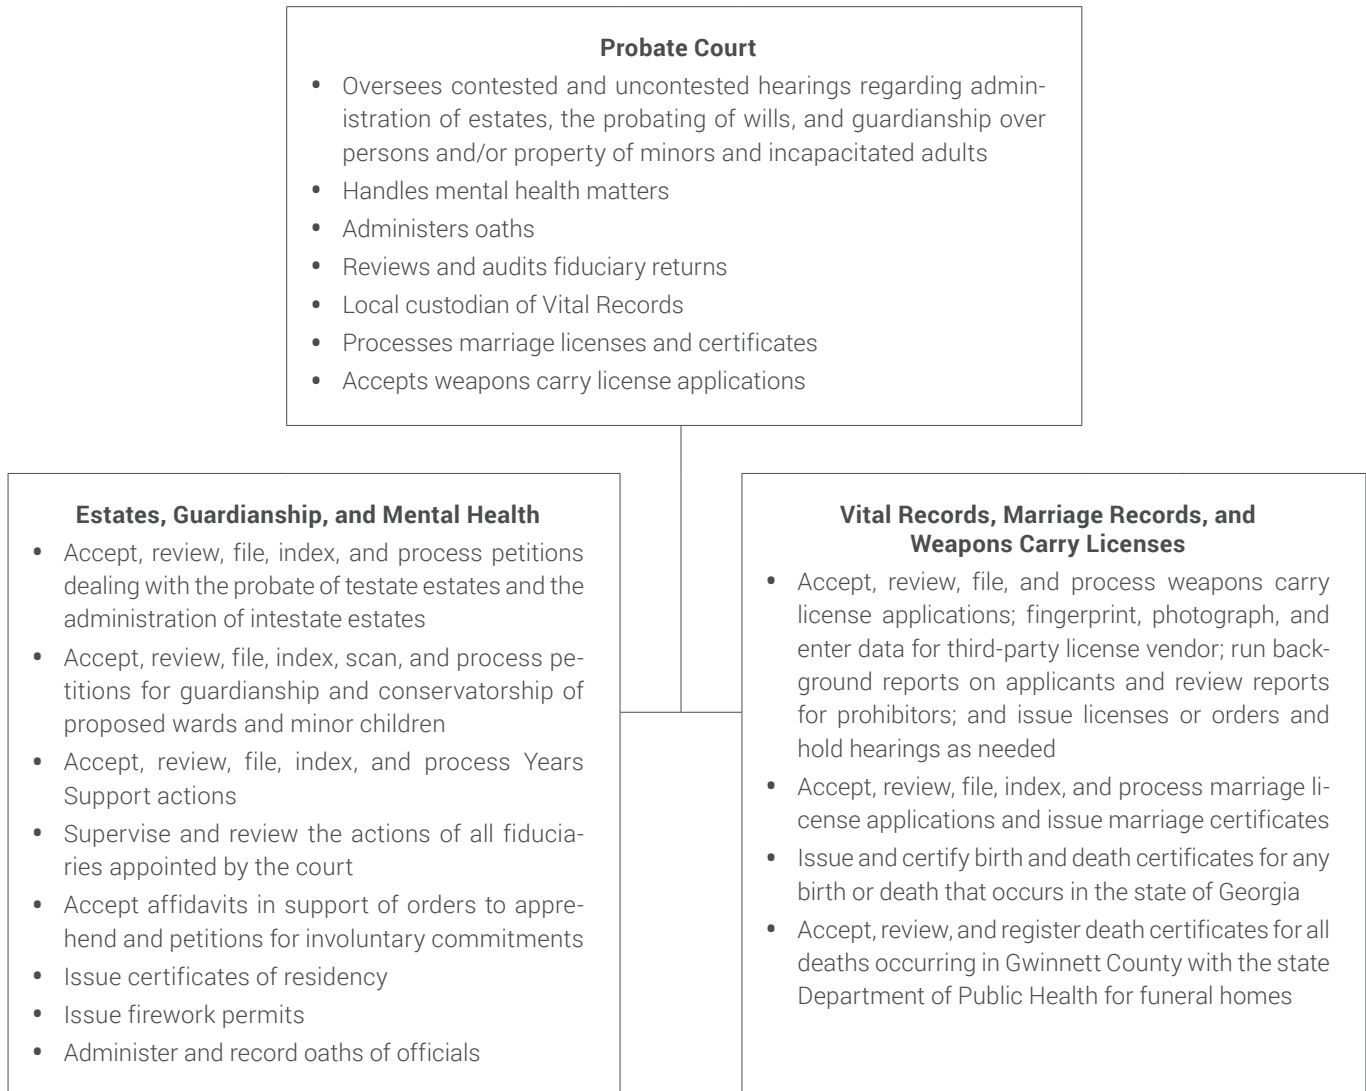 Probate Court
• Oversees contested and uncontested hearings regarding admin-
istration of estates, the probating of wills, and guardianship over
persons and/or property of minors and incapacitated adults
• Handles mental health matters
• Administers oaths
• Reviews and audits fiduciary returns
• Local custodian of Vital Records
• Processes marriage licenses and certificates
• Accepts weapons carry license applications
Estates, Guardianship, and Mental Health
• Accept, review, file, index, and process petitions
dealing with the probate of testate estates and the
administration of intestate estates
• Accept, review, file, index, scan, and process pe-
titions for guardianship and conservatorship of
proposed wards and minor children
• Accept, review, file, index, and process Years
Support actions
• Supervise and review the actions of all fiducia-
ries appointed by the court
• Accept affidavits in support of orders to appre-
hend and petitions for involuntary commitments
• Issue certificates of residency
• Issue firework permits
• Administer and record oaths of officials
Vital Records, Marriage Records, and
Weapons Carry Licenses
• Accept, review, file, and process weapons carry
license applications; fingerprint, photograph, and
enter data for third-party license vendor; run back-
ground reports on applicants and review reports
for prohibitors; and issue licenses or orders and
hold hearings as needed
• Accept, review, file, index, and process marriage li-
cense applications and issue marriage certificates
• Issue and certify birth and death certificates for any
birth or death that occurs in the state of Georgia
• Accept, review, and register death certificates for all
deaths occurring in Gwinnett County with the state
Department of Public Health for funeral homes